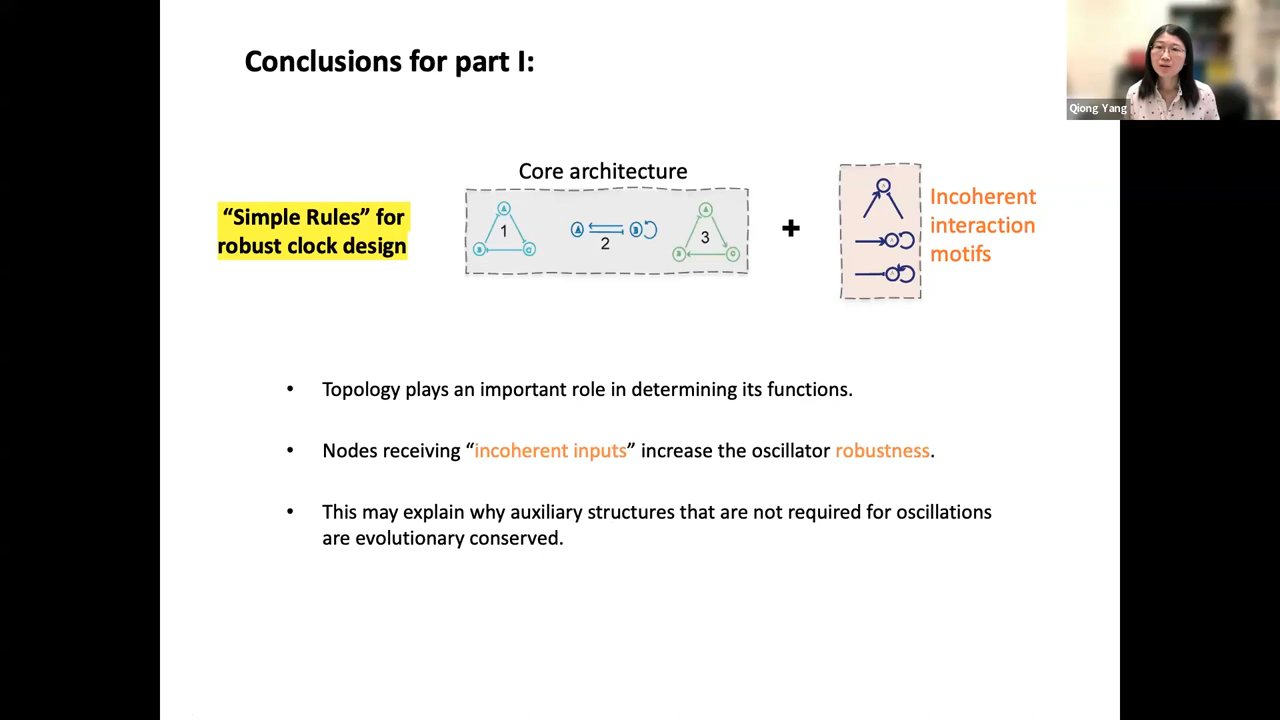 Conclusions for part I:
Qiong Yang
Core architecture
“Simple Rules” for
robust clock design
A
1
B
C
A
B
2
A
3
B
C
+
Incoherent
interaction
motifs
• Topology plays an important role in determining its functions.
• Nodes receiving “incoherent inputs” increase the oscillator robustness.
• This may explain why auxiliary structures that are not required for oscillations
are evolutionary conserved.